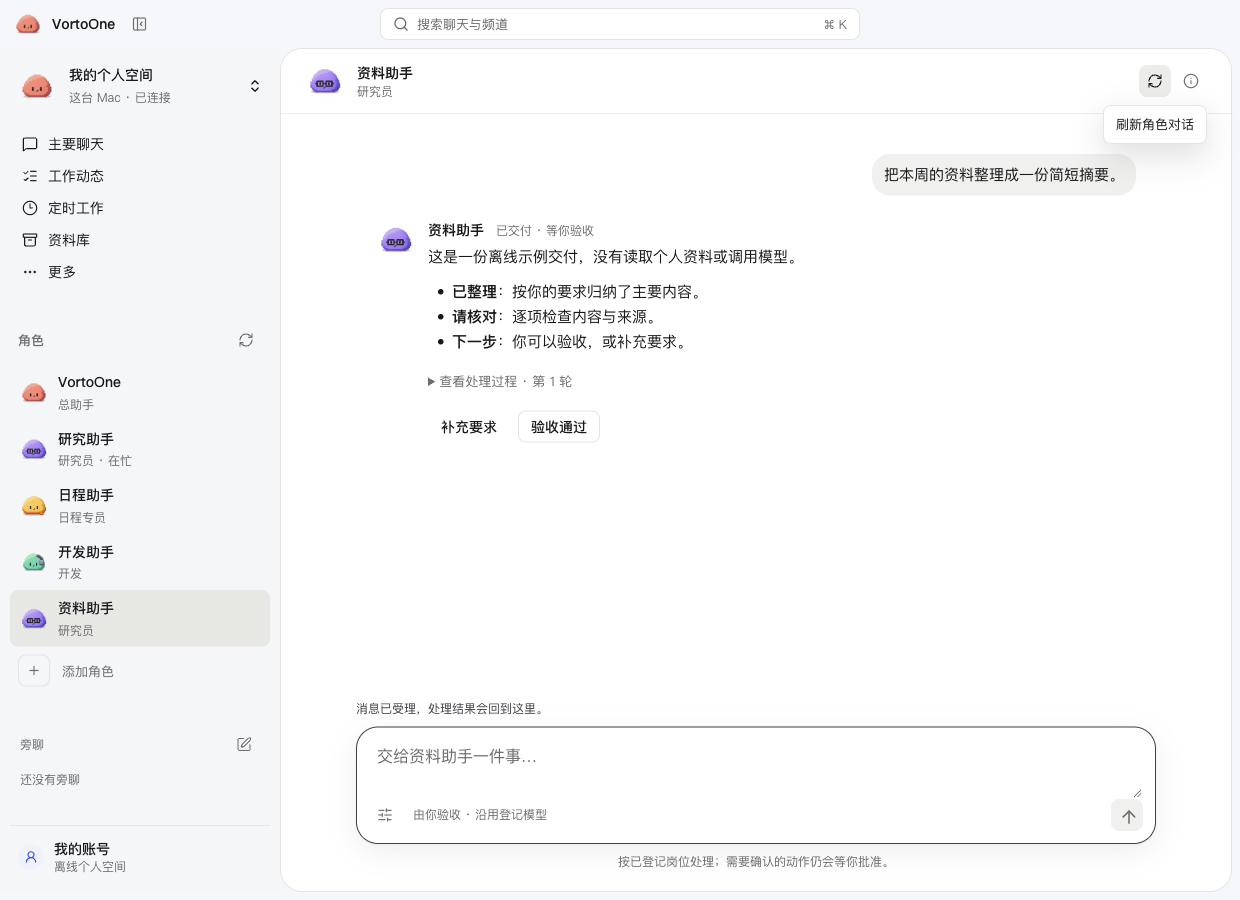 VortoOne
搜索聊天与频道
⌘ K
我的个人空间
这台 Mac · 已连接
主要聊天
工作动态
定时工作
资料库
更多
角色
VortoOne
总助手
研究助手
研究员 · 在忙
日程助手
日程专员
开发助手
开发
资料助手
研究员
添加角色
旁聊
还没有旁聊
我的账号
离线个人空间
资料助手
研究员
刷新角色对话
把本周的资料整理成一份简短摘要。
资料助手 已交付 · 等你验收
这是一份离线示例交付，没有读取个人资料或调用模型。
• 已整理：按你的要求归纳了主要内容。
• 请核对：逐项检查内容与来源。
• 下一步：你可以验收，或补充要求。
查看处理过程 · 第 1 轮
补充要求
验收通过
消息已受理，处理结果会回到这里。
交给资料助手一件事…
由你验收 · 沿用登记模型
按已登记岗位处理；需要确认的动作仍会等你批准。